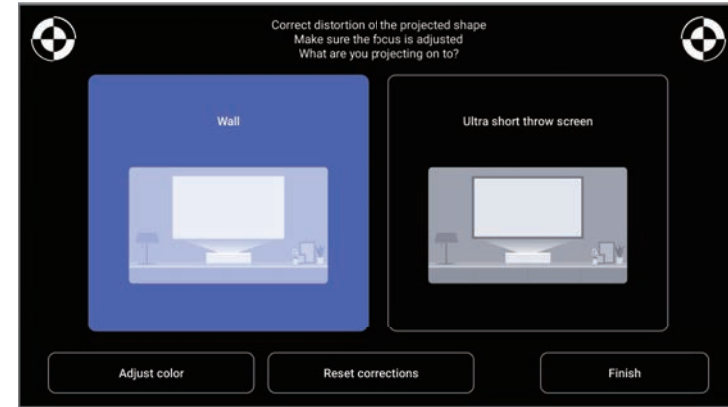 Correct distortion of the projected shape
Make sure the focus is adjusted
What are you projecting on to?
Wall
Ultra short throw screen
Adjust color
Reset corrections
Finish